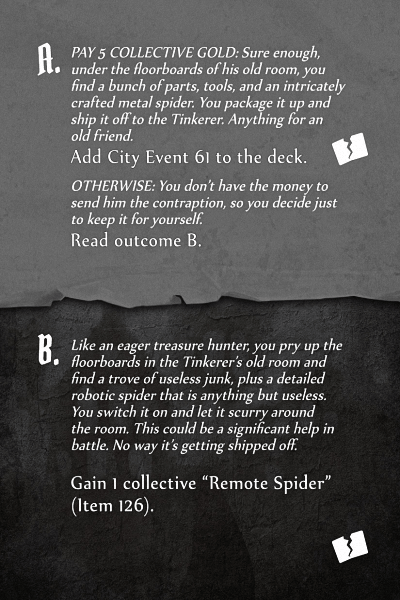 A.
PAY 5 COLLECTIVE GOLD: Sure enough,
under the floorboards of his old room, you
find a bunch of parts, tools, and an intricately
crafted metal spider. You package it up and
ship it off to the Tinkerer. Anything for an
old friend.
Add City Event 61 to the deck.
OTHERWISE: You don't have the money to
send him the contraption, so you decide just
to keep it for yourself.
Read outcome B.
B.
Like an eager treasure hunter, you pry up the
floorboards in the Tinkerer's old room and
find a trove of useless junk, plus a detailed
robotic spider that is anything but useless.
You switch it on and let it scurry around
the room. This could be a significant help in
battle. No way it's getting shipped off.
Gain 1 collective “Remote Spider”
(Item 126).